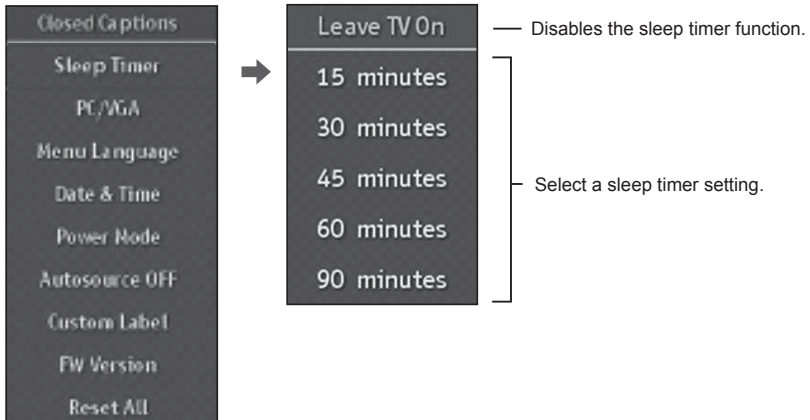 Closed Captions
Sleep Timer
PC/VGA
Menu Language
Date & Time
Power Mode
Autosource OFF
Custom Label
FW Version
Reset All
Leave TV On
15 minutes
30 minutes
45 minutes
60 minutes
90 minutes
Disables the sleep timer function.
Select a sleep timer setting.